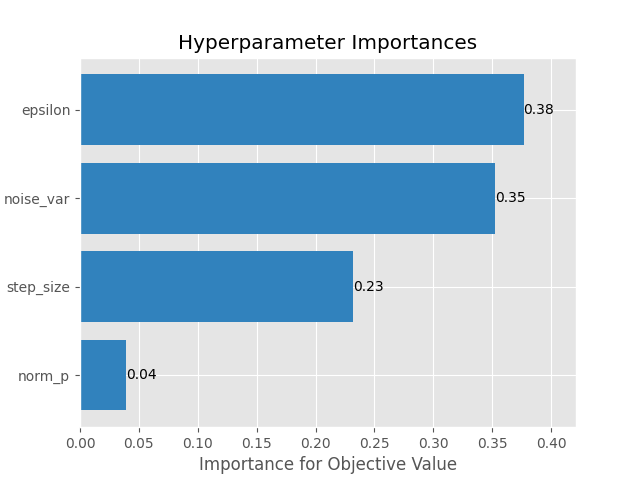 Hyperparameter Importances
epsilon
0.38
noise_var
0.35
step_size
0.23
norm_p
0.04
0.00 0.05 0.10 0.15 0.20 0.25 0.30 0.35 0.40
Importance for Objective Value